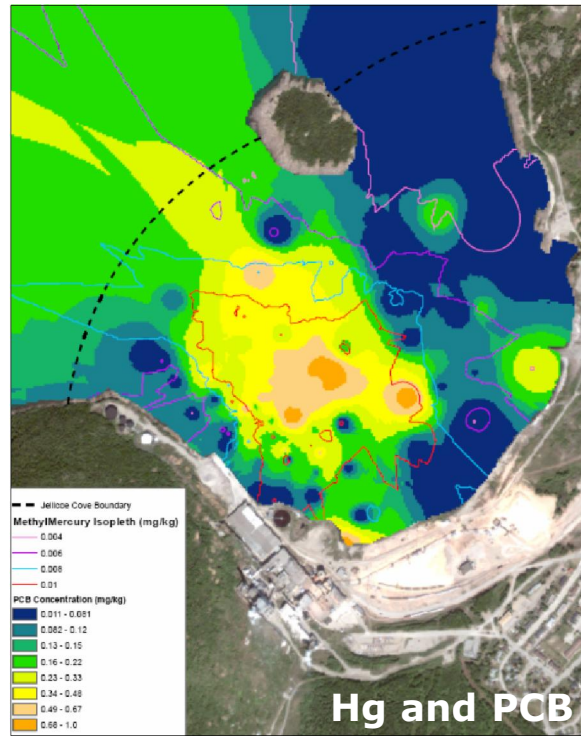 Jellicoe Cove Boundary
MethylMercury Isopleth (mg/kg)
0.004
0.006
0.008
0.01
PCB Concentration (mg/kg)
0.011 - 0.081
0.082 - 0.12
0.13 - 0.15
0.16 - 0.22
0.23 - 0.33
0.34 - 0.48
0.49 - 0.67
0.68 - 1.0
Hg and PCB